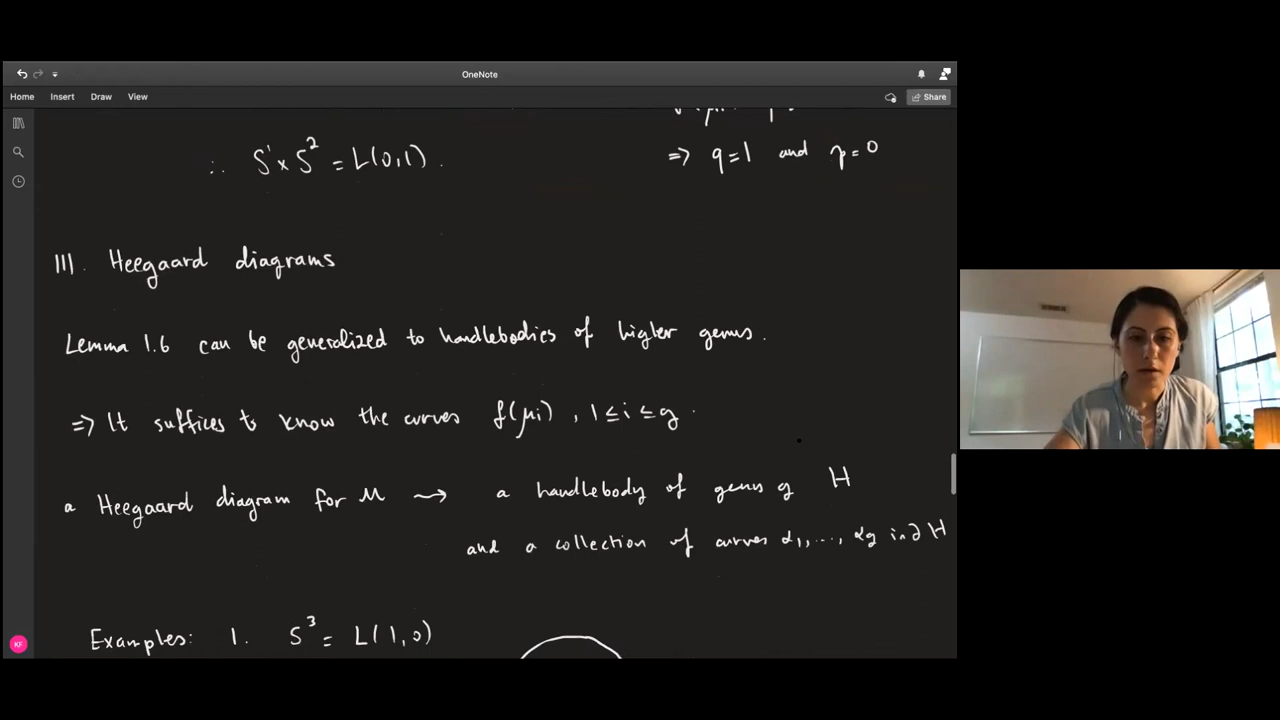 OneNote
Home Insert Draw View Share
∴ S¹ × S² = L(0,1).
=> q=1 and p=0
III. Heegaard diagrams
Lemma 1.6 can be generalized to handlebodies of higher genus.
=> It suffices to know the curves f(μi), 1 ≤ i ≤ g.
a Heegaard diagram for M ⇝ a handlebody of genus g H
and a collection of curves α1, ..., αg in ∂H
Examples: 1. S³ = L(1,0)
KF